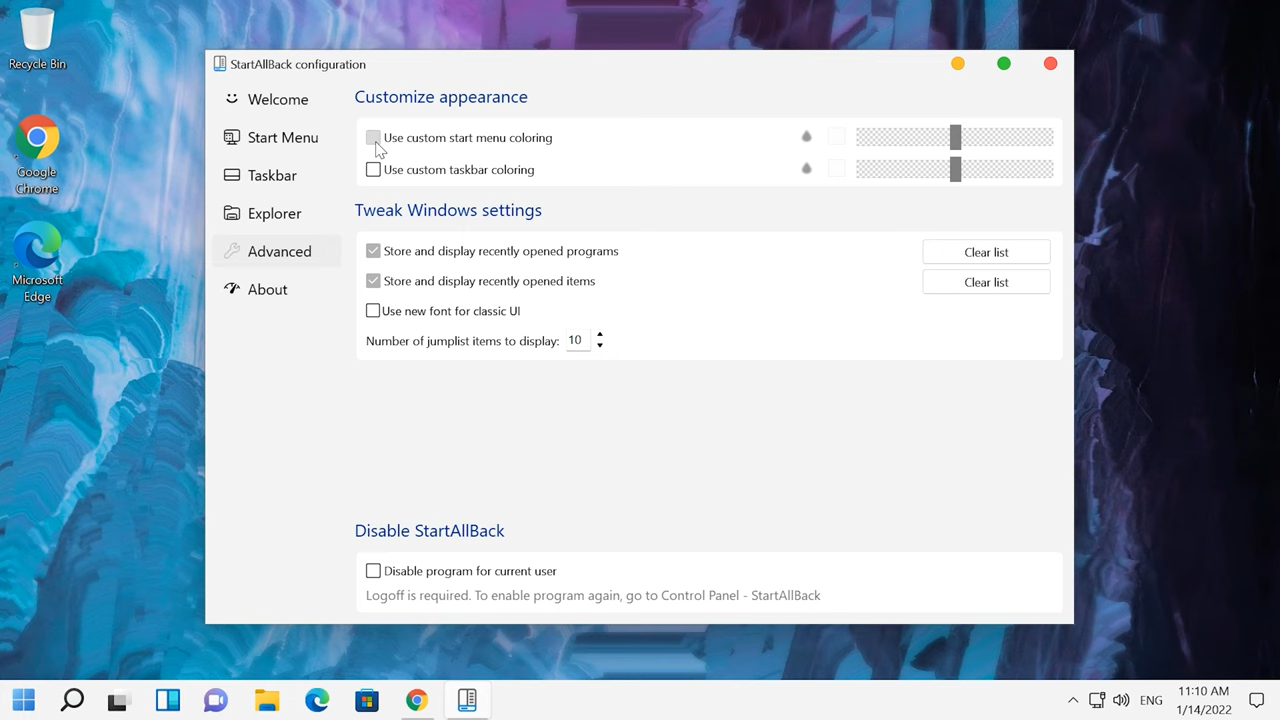 Recycle Bin
Google
Chrome
Microsoft
Edge
StartAllBack configuration
Welcome
Start Menu
Taskbar
Explorer
Advanced
About
Customize appearance
Use custom start menu coloring
Use custom taskbar coloring
Tweak Windows settings
Store and display recently opened programs
Clear list
Store and display recently opened items
Clear list
Use new font for classic UI
Number of jumplist items to display: 10
Disable StartAllBack
Disable program for current user
Logoff is required. To enable program again, go to Control Panel - StartAllBack
ENG
11:10 AM
1/14/2022